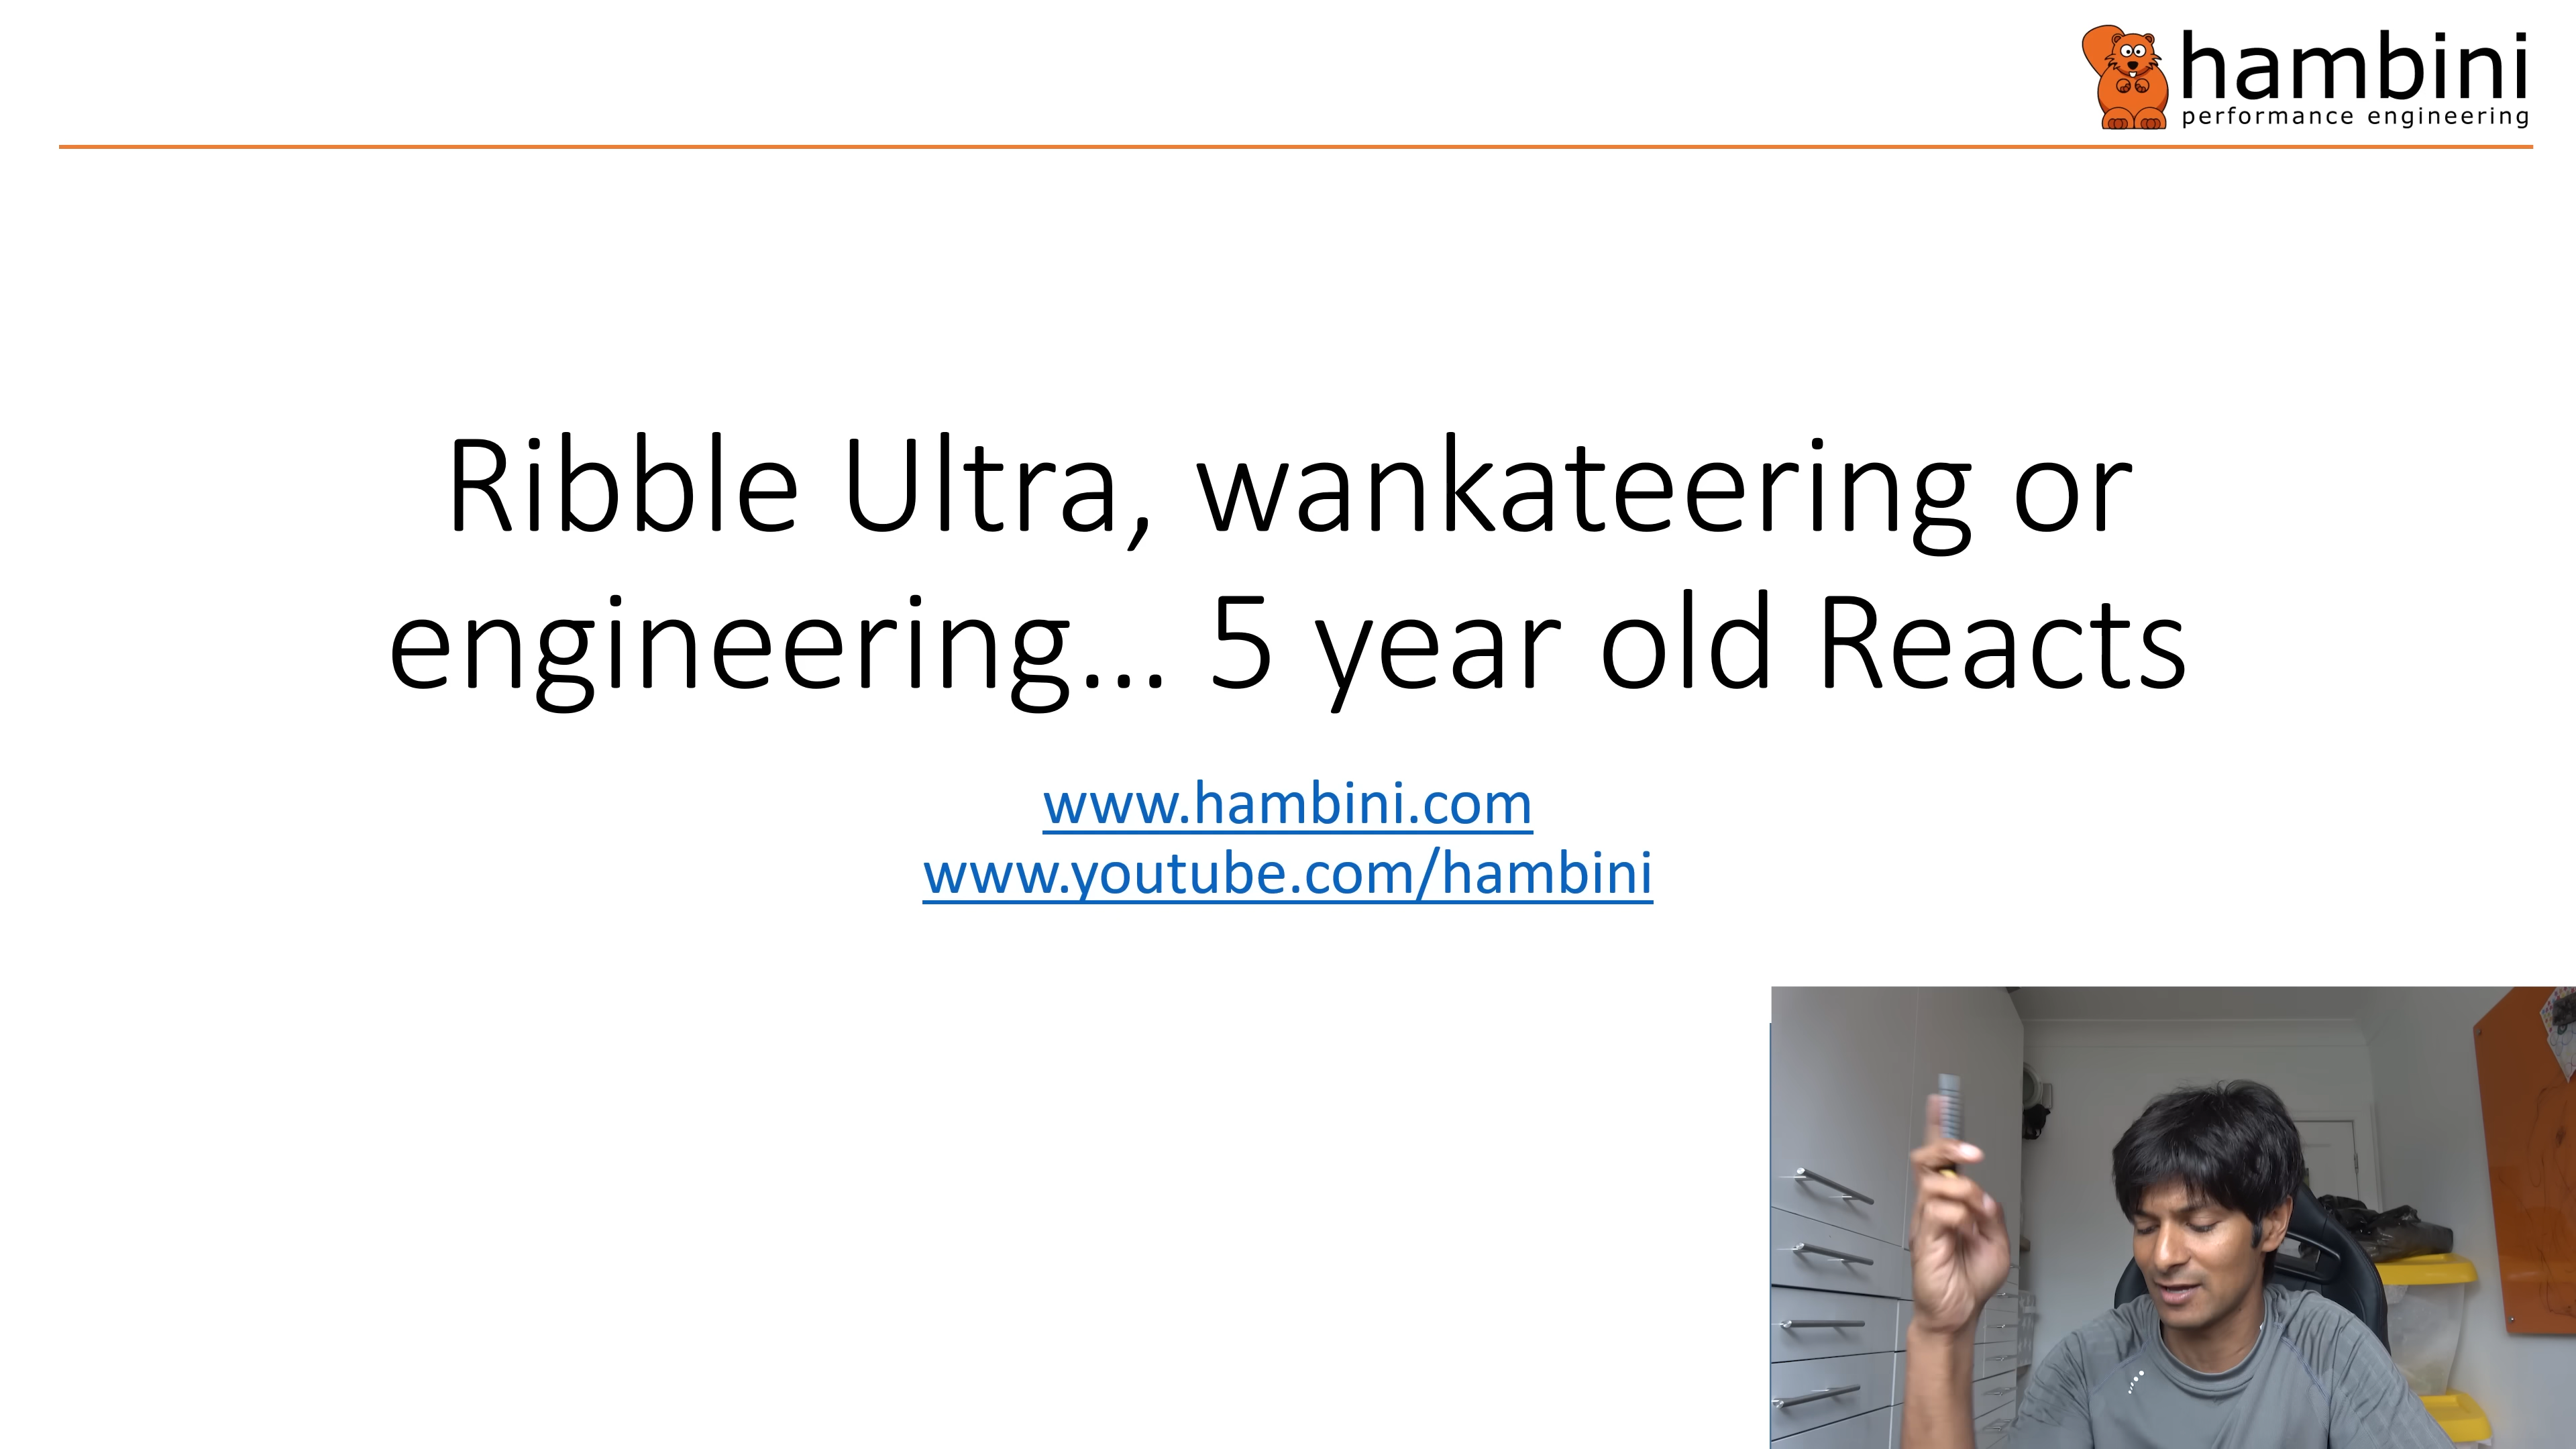 hambini
performance engineering
Ribble Ultra, wankateering or
engineering... 5 year old Reacts
www.hambini.com
www.youtube.com/hambini